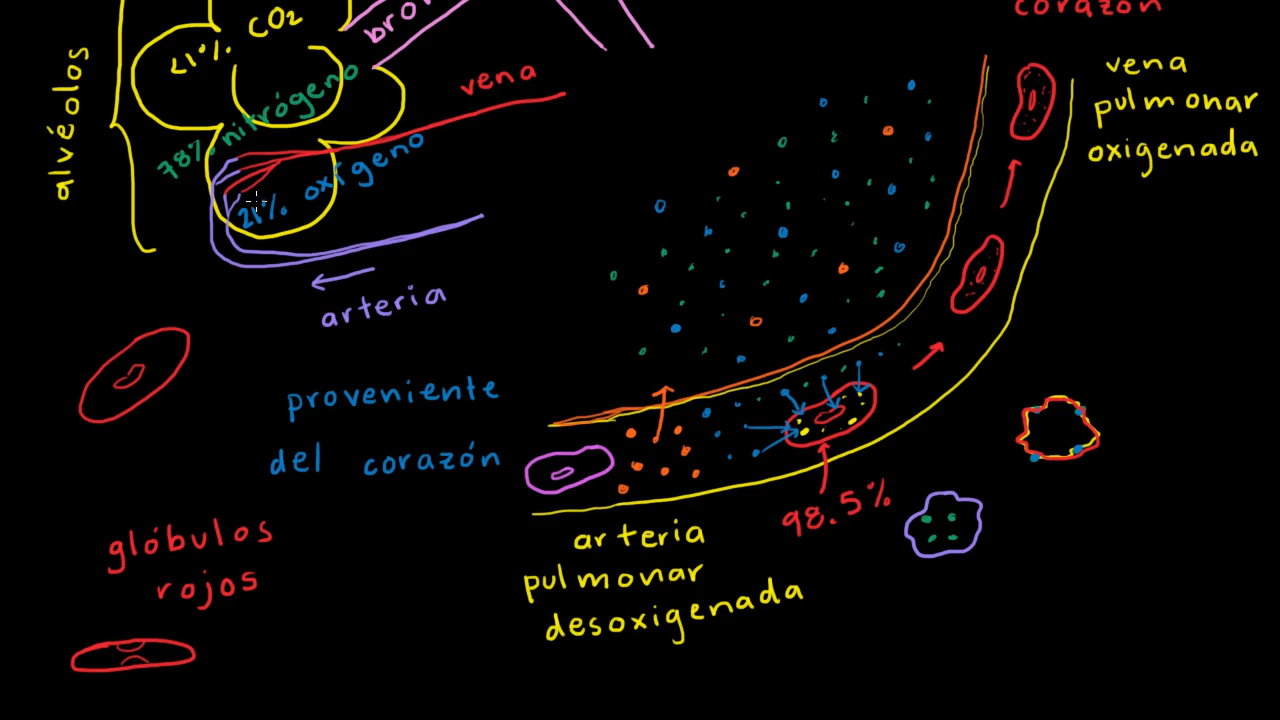 corazón
CO2
<1%
78% nitrógeno
21% oxígeno
alvéolos
vena
arteria
vena
pulmonar
oxigenada
proveniente
del corazón
98.5%
glóbulos
rojos
arteria
pulmonar
desoxigenada